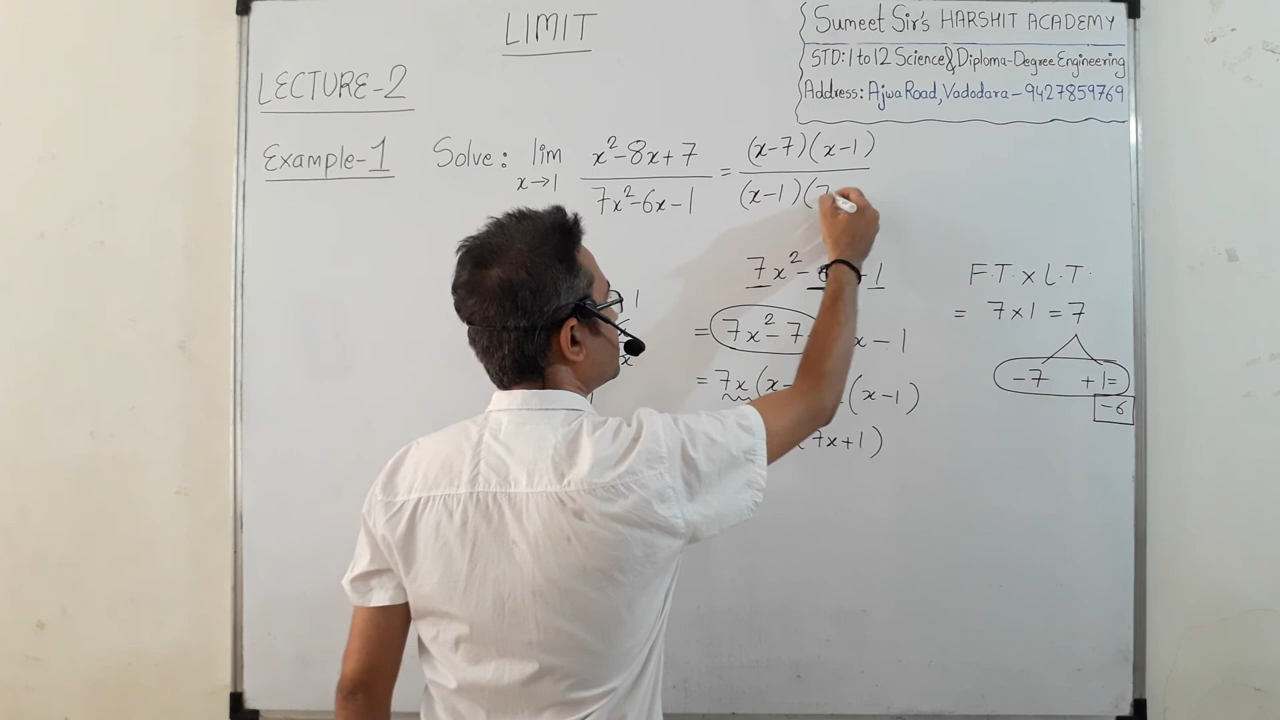 LIMIT
Sumeet Sir's HARSHIT ACADEMY
STD: 1 to 12 Science & Diploma-Degree Engineering
Address: Ajwa Road, Vadodara – 9427859769
LECTURE-2
Example-1 Solve: lim x→1 x²-8x+7 / 7x²-6x-1 = (x-7)(x-1) / (x-1)(7
7x²- -1
= 7x²-7 x-1
= 7x(x- (x-1)
(7x+1)
F.T. x L.T.
= 7x1 = 7
-7 +1=
-6
1
x